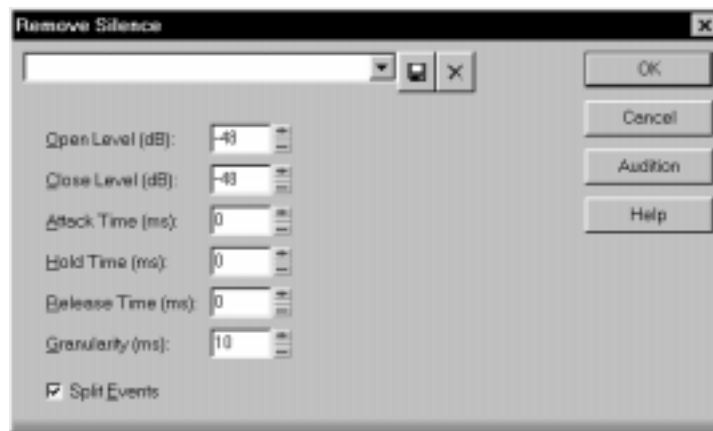 Remove Silence
OK
Cancel
Audition
Help
Open Level (dB): -48
Close Level (dB): -48
Attack Time (ms): 0
Hold Time (ms): 0
Release Time (ms): 0
Granularity (ms): 10
Split Events